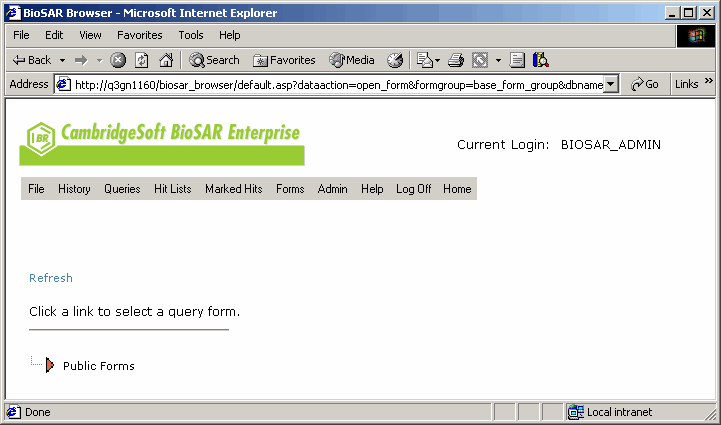 BioSAR Browser - Microsoft Internet Explorer
File Edit View Favorites Tools Help
Back Search Favorites Media
Address http://q3gn1160/biosar_browser/default.asp?dataaction=open_form&formgroup=base_form_group&dbname Go Links »
BR CambridgeSoft BioSAR Enterprise
Current Login: BIOSAR_ADMIN
File History Queries Hit Lists Marked Hits Forms Admin Help Log Off Home
Refresh
Click a link to select a query form.
Public Forms
Done Local intranet